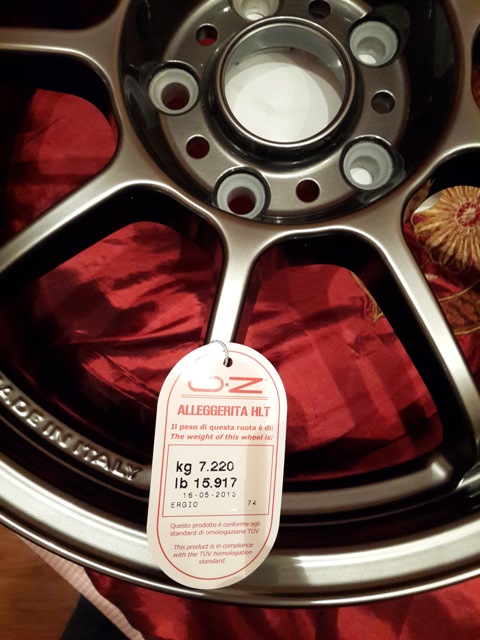 O·Z
ALLEGGERITA HLT
Il peso di questa ruota è di:
The weight of this wheel is:
kg 7.220
lb 15.917
16-05-2013
ERGIO 74
Questo prodotto è conforme agli
standard di omologazione TÜV
This product is in compliance
with the TÜV homologation
standard.
MADE IN ITALY